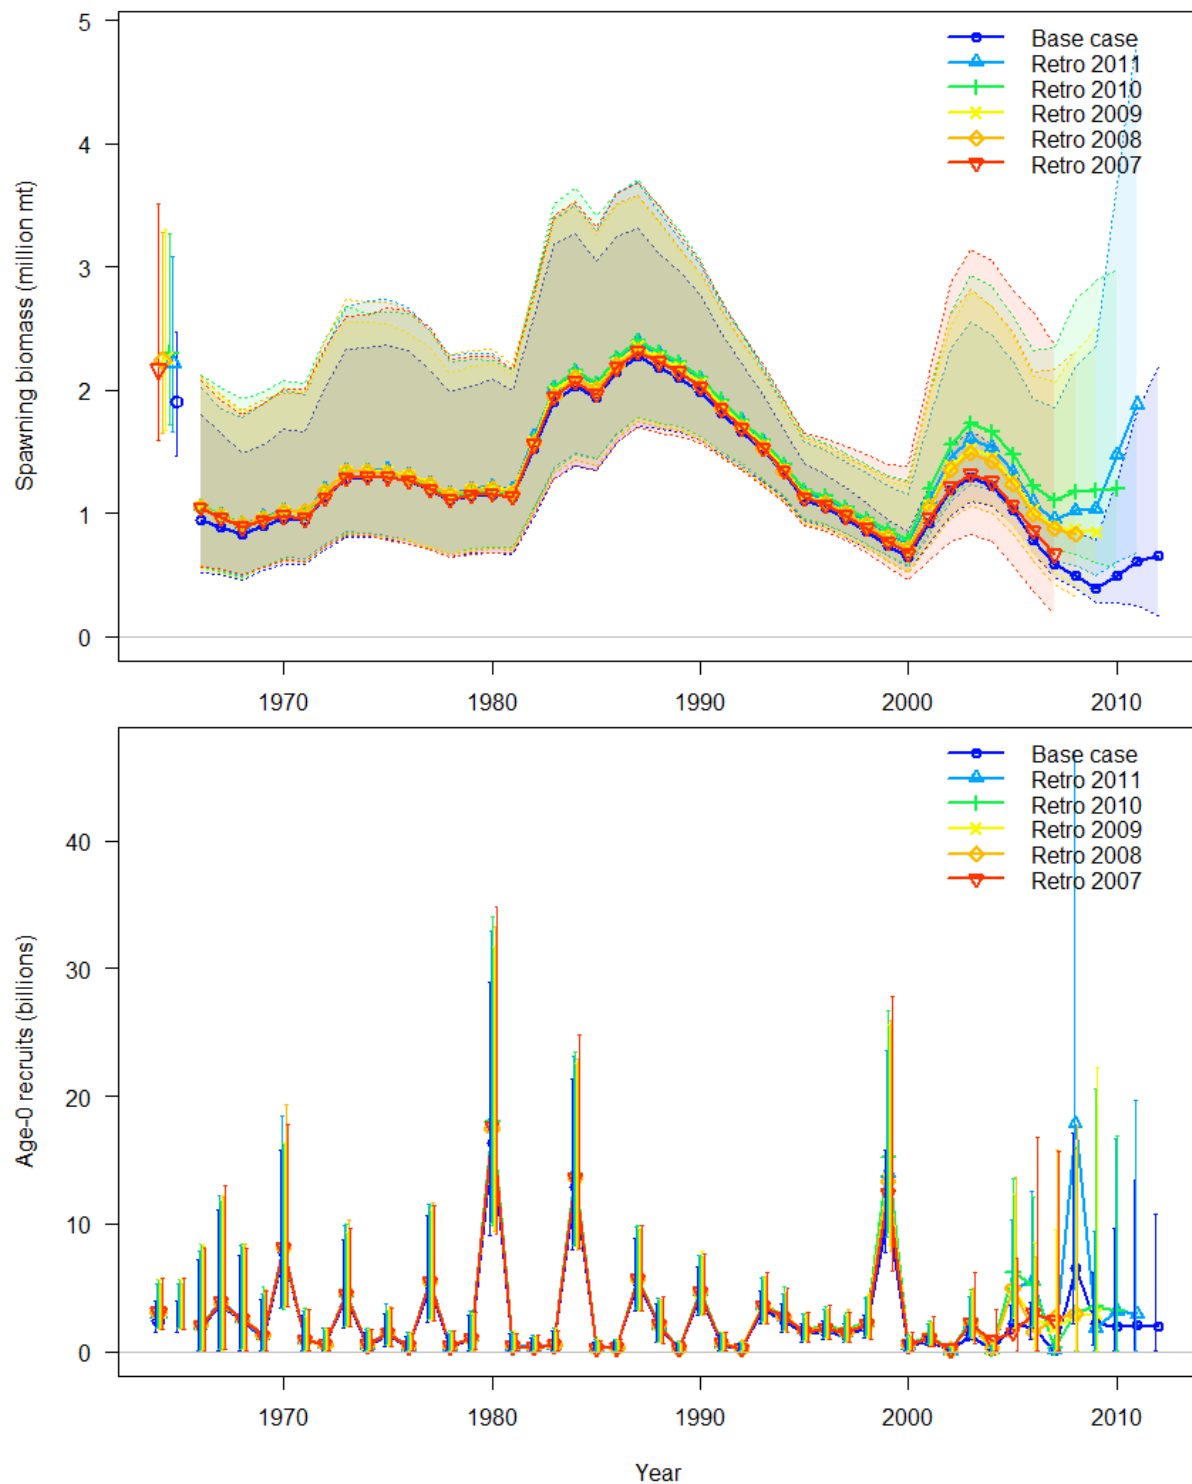 Spawning biomass (million mt)
5
4
3
2
1
0
Base case
Retro 2011
Retro 2010
Retro 2009
Retro 2008
Retro 2007
1970 1980 1990 2000 2010
Age-0 recruits (billions)
40
30
20
10
0
Base case
Retro 2011
Retro 2010
Retro 2009
Retro 2008
Retro 2007
1970 1980 1990 2000 2010
Year